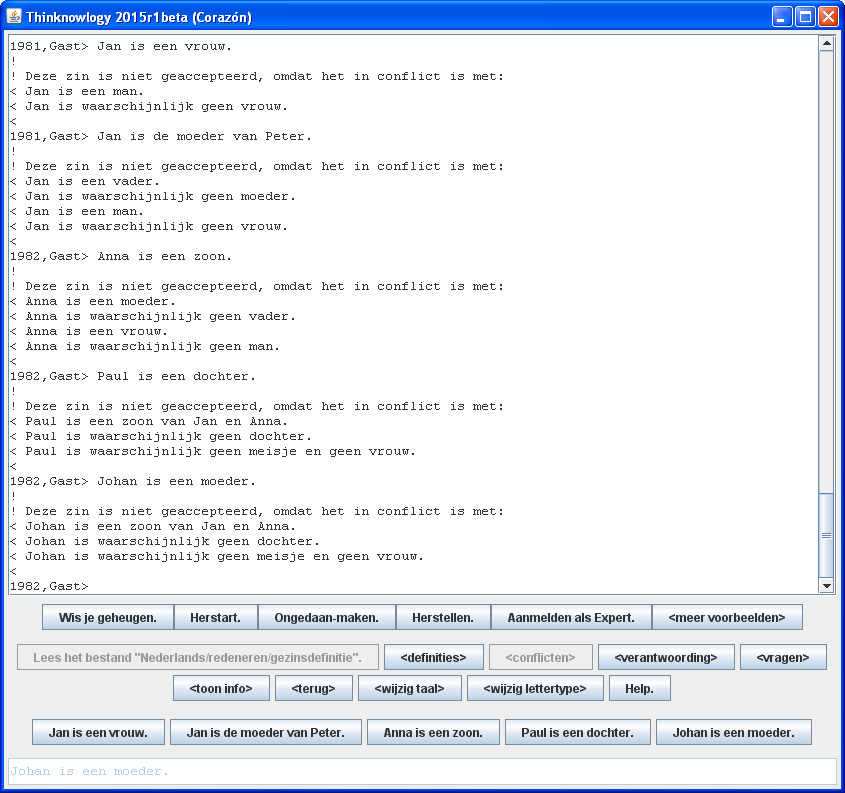 Thinknowlogy 2015r1beta (Corazón)
1981,Gast> Jan is een vrouw.
!
! Deze zin is niet geaccepteerd, omdat het in conflict is met:
< Jan is een man.
< Jan is waarschijnlijk geen vrouw.
<
1981,Gast> Jan is de moeder van Peter.
!
! Deze zin is niet geaccepteerd, omdat het in conflict is met:
< Jan is een vader.
< Jan is waarschijnlijk geen moeder.
< Jan is een man.
< Jan is waarschijnlijk geen vrouw.
<
1982,Gast> Anna is een zoon.
!
! Deze zin is niet geaccepteerd, omdat het in conflict is met:
< Anna is een moeder.
< Anna is waarschijnlijk geen vader.
< Anna is een vrouw.
< Anna is waarschijnlijk geen man.
<
1982,Gast> Paul is een dochter.
!
! Deze zin is niet geaccepteerd, omdat het in conflict is met:
< Paul is een zoon van Jan en Anna.
< Paul is waarschijnlijk geen dochter.
< Paul is waarschijnlijk geen meisje en geen vrouw.
<
1982,Gast> Johan is een moeder.
!
! Deze zin is niet geaccepteerd, omdat het in conflict is met:
< Johan is een zoon van Jan en Anna.
< Johan is waarschijnlijk geen dochter.
< Johan is waarschijnlijk geen meisje en geen vrouw.
<
1982,Gast>
Wis je geheugen. Herstart. Ongedaan-maken. Herstellen. Aanmelden als Expert. <meer voorbeelden>
Lees het bestand "Nederlands/redeneren/gezinsdefinitie". <definities> <conflicten> <verantwoording> <vragen>
<toon info> <terug> <wijzig taal> <wijzig lettertype> Help.
Jan is een vrouw. Jan is de moeder van Peter. Anna is een zoon. Paul is een dochter. Johan is een moeder.
Johan is een moeder.